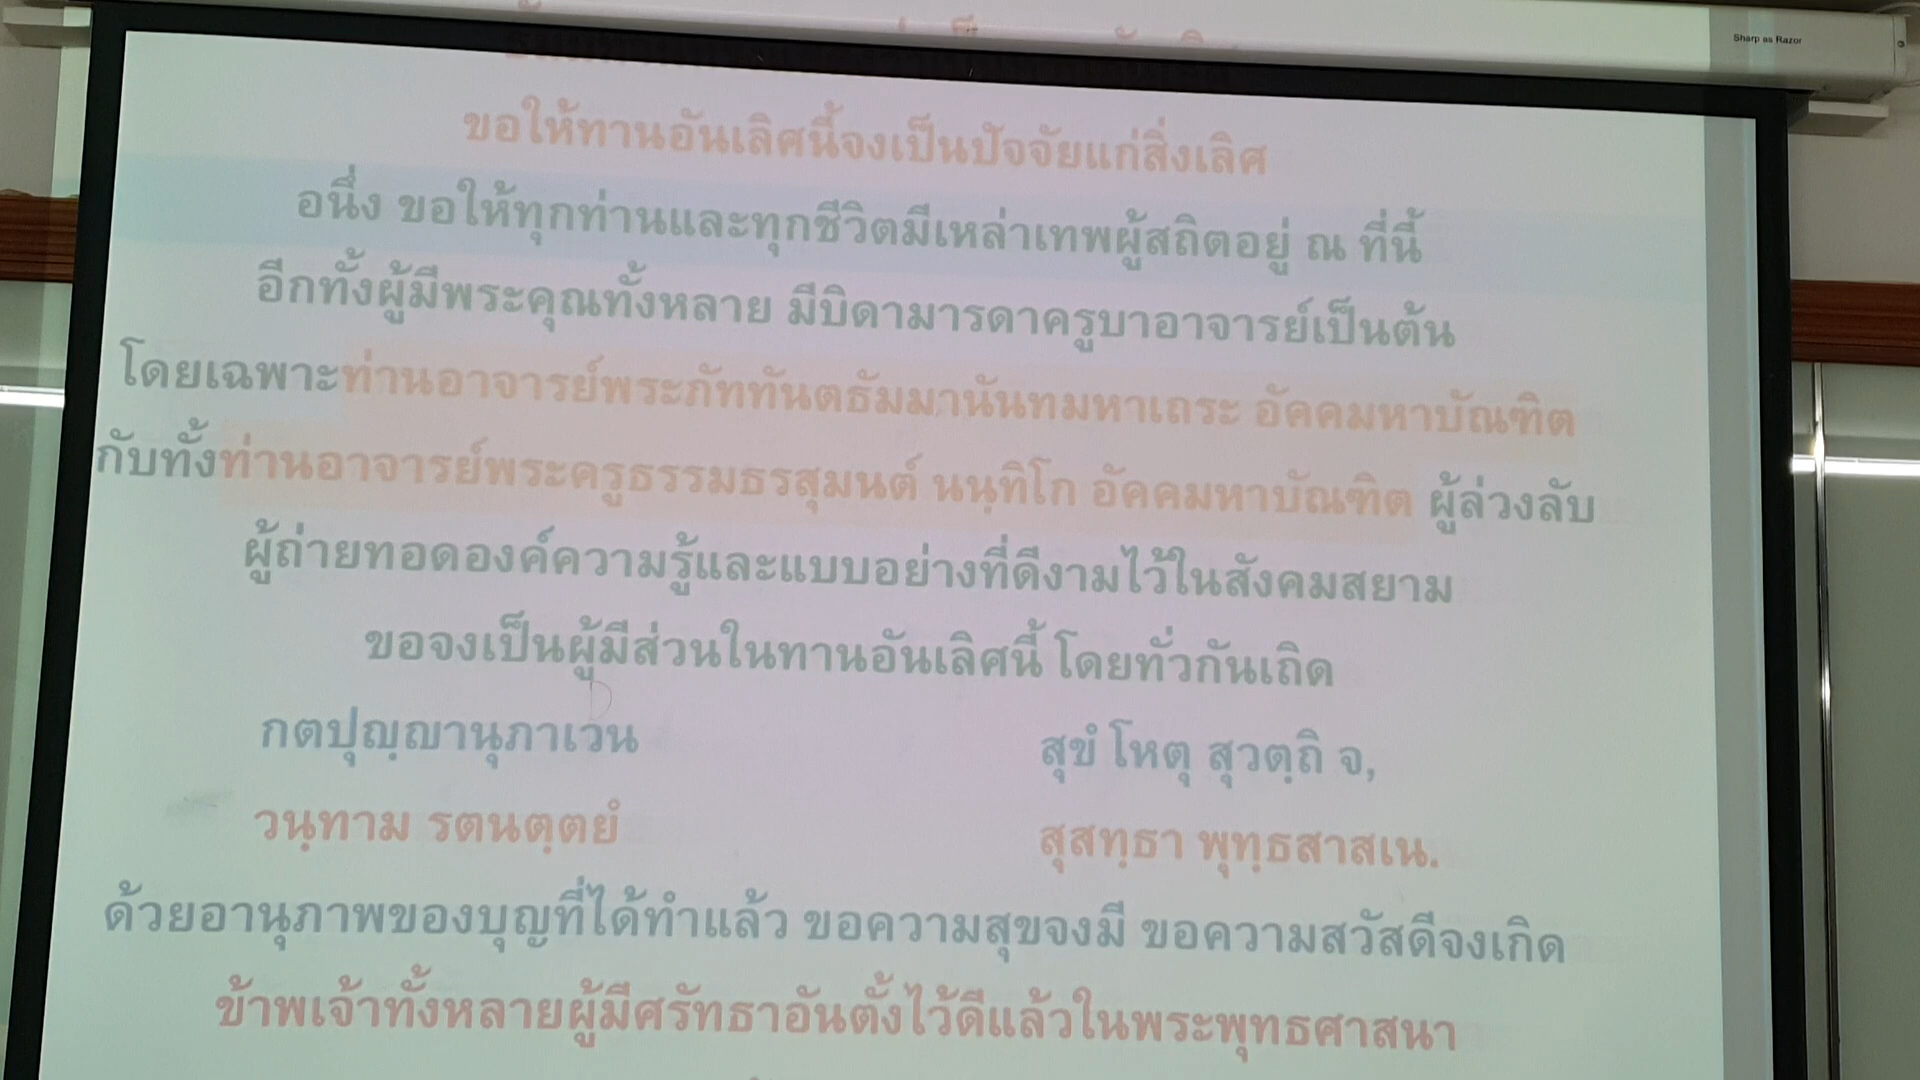 Sharp as Razor
ขอให้ทานอันเลิศนี้จงเป็นปัจจัยแก่สิ่งเลิศ
อนึ่ง ขอให้ทุกท่านและทุกชีวิตมีเหล่าเทพผู้สถิตอยู่ ณ ที่นี้
อีกทั้งผู้มีพระคุณทั้งหลาย มีบิดามารดาครูบาอาจารย์เป็นต้น
โดยเฉพาะท่านอาจารย์พระภัททันตธัมมานันทมหาเถระ อัคคมหาบัณฑิต
กับทั้งท่านอาจารย์พระครูธรรมธรสุมนต์ นนฺทิโก อัคคมหาบัณฑิต ผู้ล่วงลับ
ผู้ถ่ายทอดองค์ความรู้และแบบอย่างที่ดีงามไว้ในสังคมสยาม
ขอจงเป็นผู้มีส่วนในทานอันเลิศนี้ โดยทั่วกันเถิด
กตปุญฺญานุภาเวน สุขํ โหตุ สุวตฺถิ จ,
วนฺทาม รตนตฺตยํ สุสทฺธา พุทฺธสาสเน.
ด้วยอานุภาพของบุญที่ได้ทำแล้ว ขอความสุขจงมี ขอความสวัสดีจงเกิด
ข้าพเจ้าทั้งหลายผู้มีศรัทธาอันตั้งไว้ดีแล้วในพระพุทธศาสนา